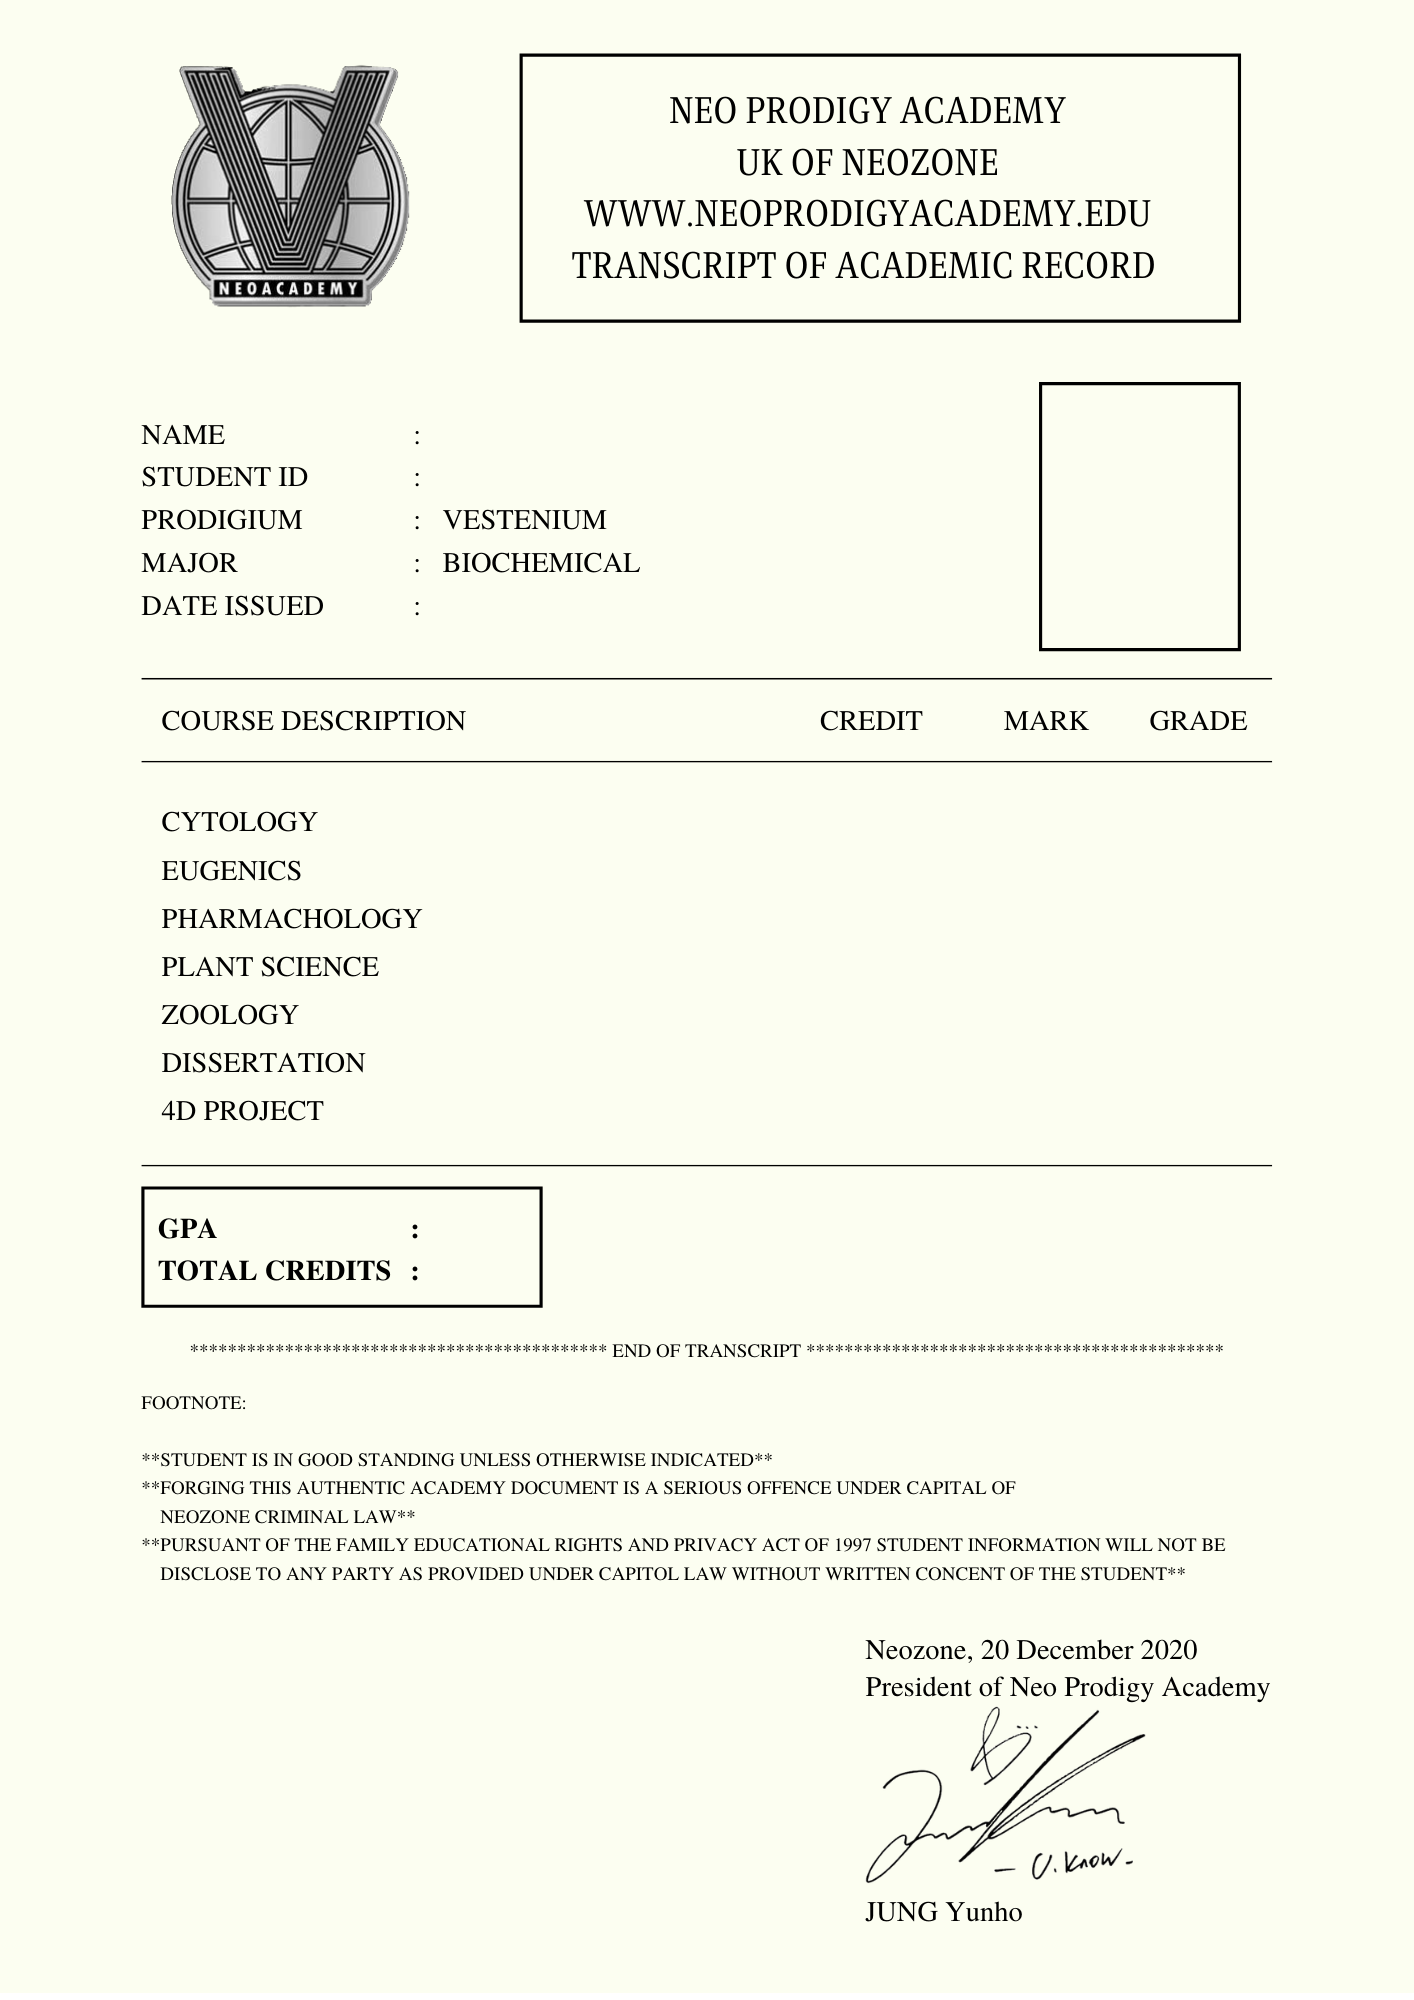 NEOACADEMY
NEO PRODIGY ACADEMY
UK OF NEOZONE
WWW.NEOPRODIGYACADEMY.EDU
TRANSCRIPT OF ACADEMIC RECORD
NAME :
STUDENT ID :
PRODIGIUM : VESTENIUM
MAJOR : BIOCHEMICAL
DATE ISSUED :
COURSE DESCRIPTION CREDIT MARK GRADE
CYTOLOGY
EUGENICS
PHARMACHOLOGY
PLANT SCIENCE
ZOOLOGY
DISSERTATION
4D PROJECT
GPA :
TOTAL CREDITS :
******************************************** END OF TRANSCRIPT ********************************************
FOOTNOTE:
**STUDENT IS IN GOOD STANDING UNLESS OTHERWISE INDICATED**
**FORGING THIS AUTHENTIC ACADEMY DOCUMENT IS A SERIOUS OFFENCE UNDER CAPITAL OF
NEOZONE CRIMINAL LAW**
**PURSUANT OF THE FAMILY EDUCATIONAL RIGHTS AND PRIVACY ACT OF 1997 STUDENT INFORMATION WILL NOT BE
DISCLOSE TO ANY PARTY AS PROVIDED UNDER CAPITOL LAW WITHOUT WRITTEN CONCENT OF THE STUDENT**
Neozone, 20 December 2020
President of Neo Prodigy Academy
- U. Know -
JUNG Yunho